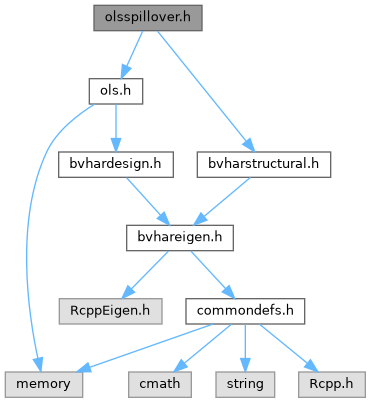 olsspillover.h
ols.h
bvhardesign.h
bvharstructural.h
bvhareigen.h
RcppEigen.h
commondefs.h
memory
cmath
string
Rcpp.h